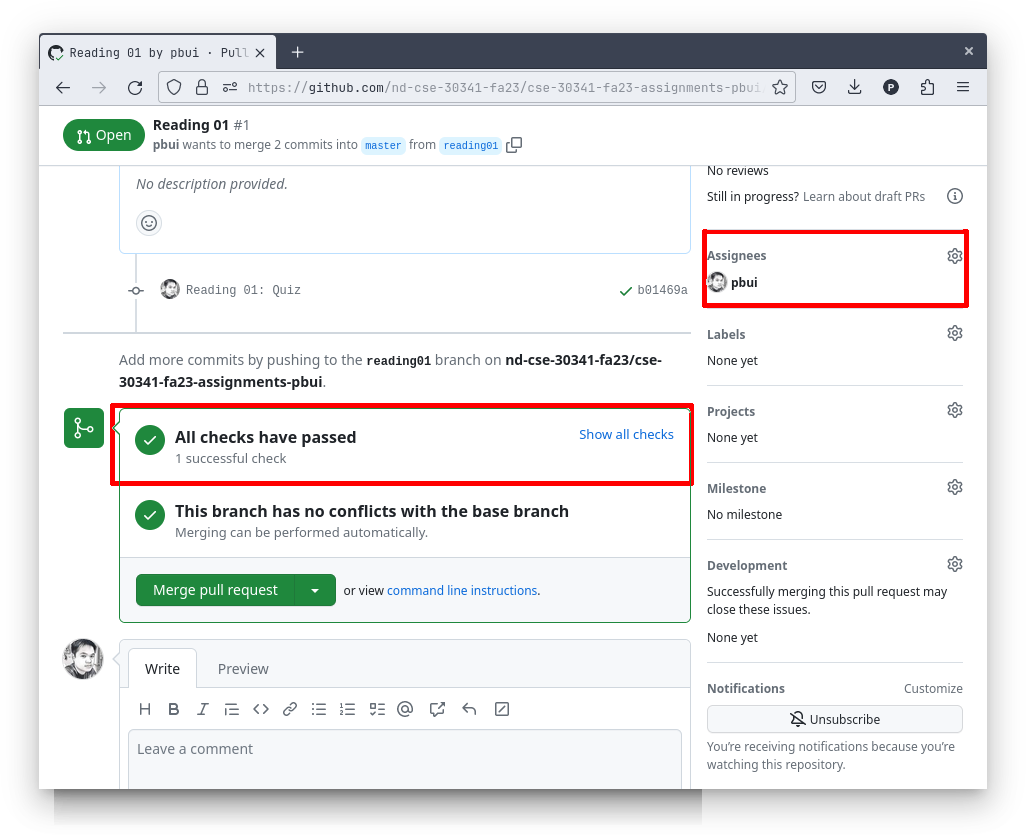 Reading 01 by pbui · Pull
https://github.com/nd-cse-30341-fa23/cse-30341-fa23-assignments-pbui/
P
Open
Reading 01 #1
pbui wants to merge 2 commits into master from reading01
No description provided.
Reading 01: Quiz b01469a
Add more commits by pushing to the reading01 branch on nd-cse-30341-fa23/cse-
30341-fa23-assignments-pbui.
All checks have passed
Show all checks
1 successful check
This branch has no conflicts with the base branch
Merging can be performed automatically.
Merge pull request or view command line instructions.
Write Preview
Leave a comment
No reviews
Still in progress? Learn about draft PRs
Assignees
pbui
Labels
None yet
Projects
None yet
Milestone
No milestone
Development
Successfully merging this pull request may
close these issues.
None yet
Notifications Customize
Unsubscribe
You're receiving notifications because you're
watching this repository.